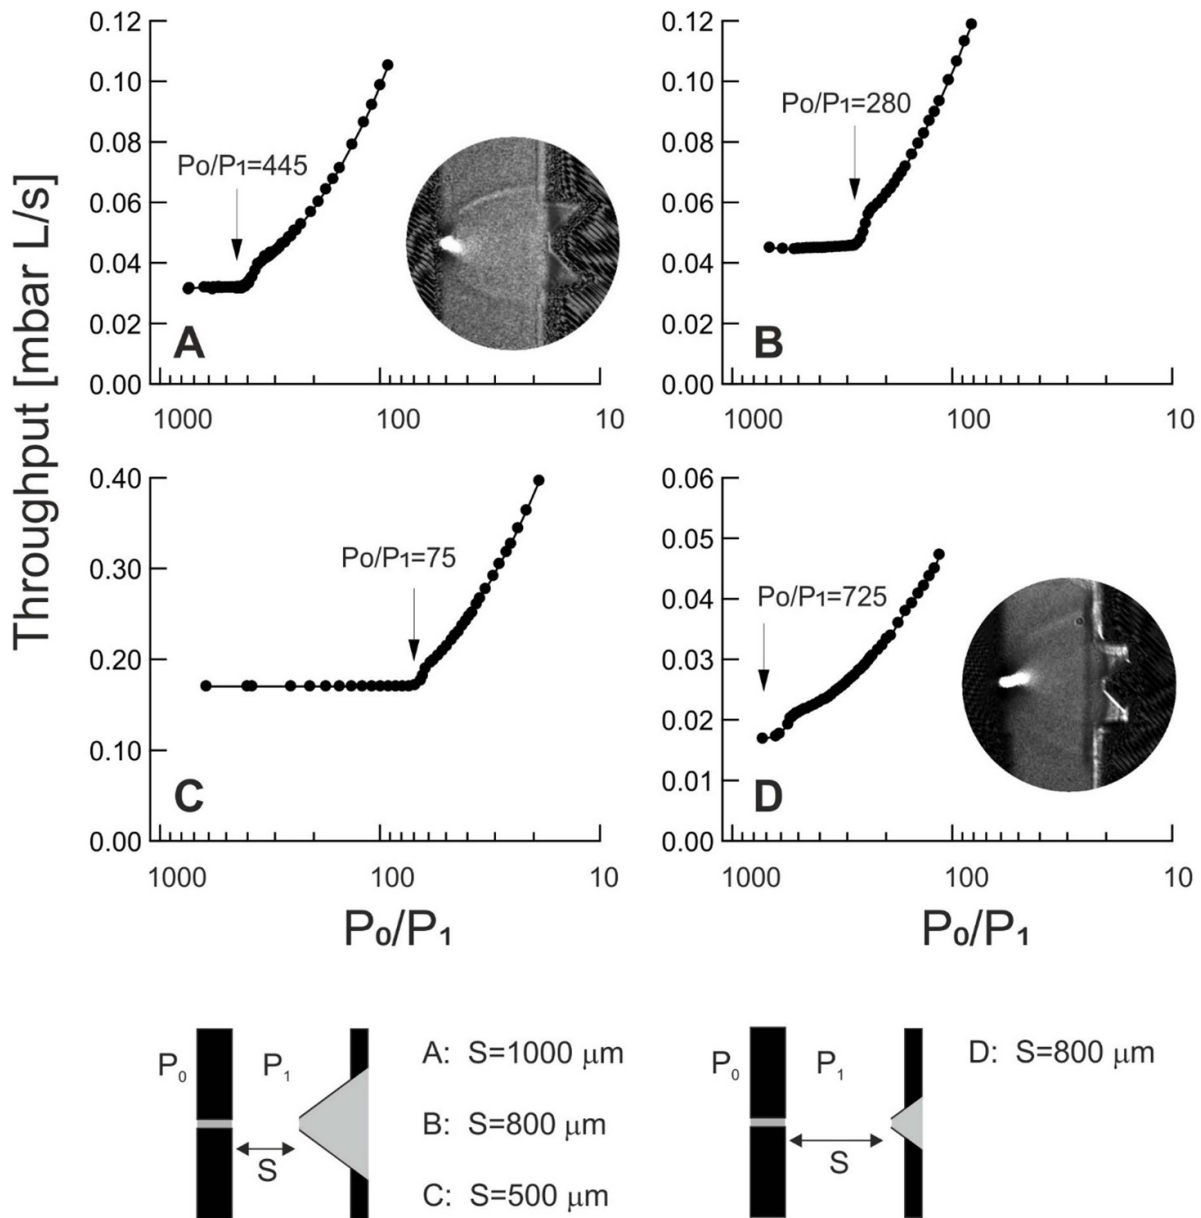 Throughput [mbar L/s]
0.12
0.10
0.08
0.06
0.04
0.02
0.00
Po/P₁=445
A
1000
100
10
0.12
0.10
0.08
0.06
0.04
0.02
0.00
Po/P₁=280
B
1000
100
10
0.40
0.30
0.20
0.10
0.00
Po/P₁=75
C
1000
100
10
P₀/P₁
0.06
0.05
0.04
0.03
0.02
0.01
0.00
Po/P₁=725
D
1000
100
10
P₀/P₁
P₀
P₁
S
A: S=1000 μm
B: S=800 μm
C: S=500 μm
P₀
P₁
S
D: S=800 μm